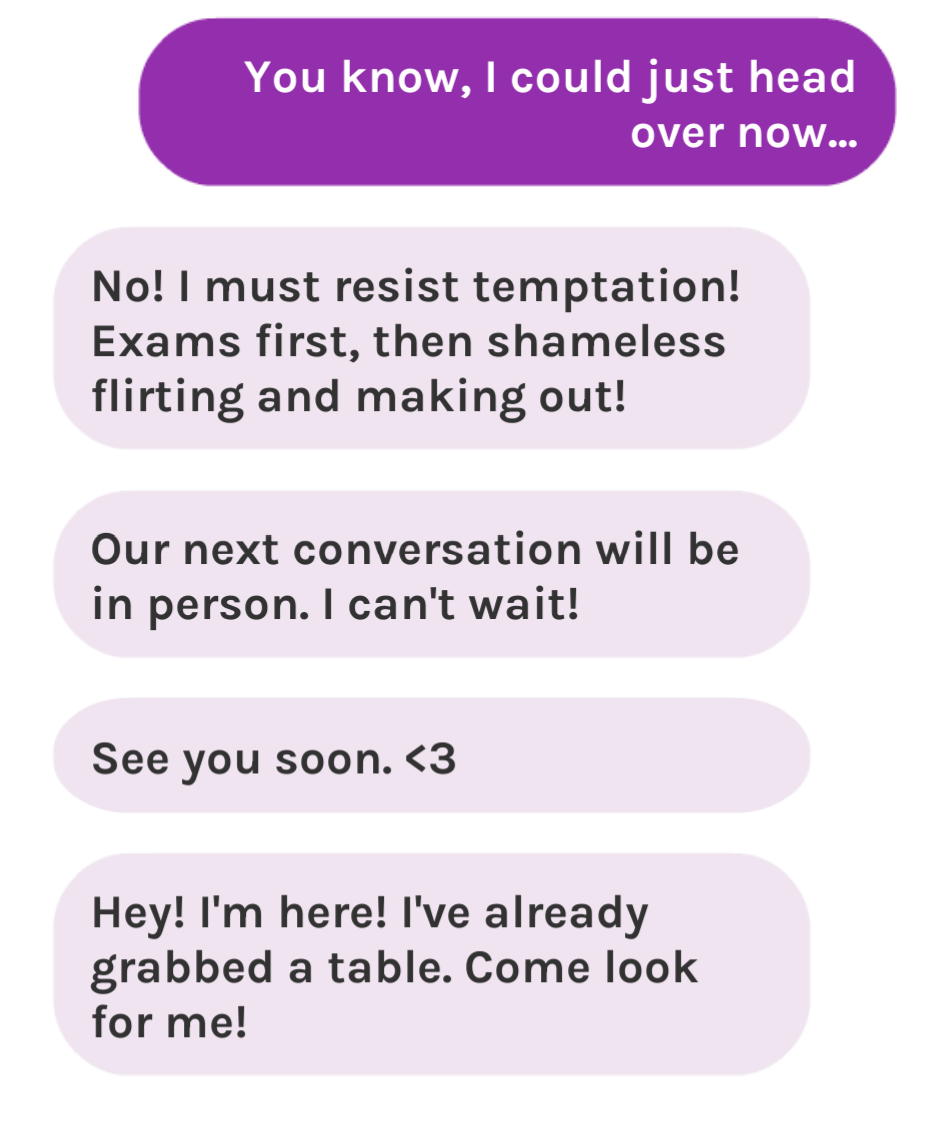 You know, I could just head
over now...
No! I must resist temptation!
Exams first, then shameless
flirting and making out!
Our next conversation will be
in person. I can't wait!
See you soon. <3
Hey! I'm here! I've already
grabbed a table. Come look
for me!